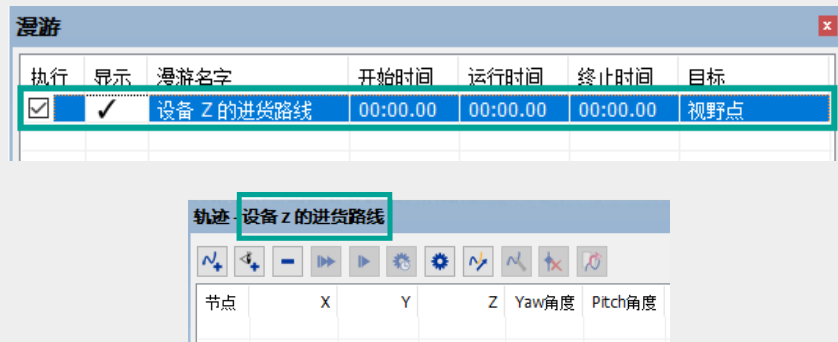 漫游
执行 显示 漫游名字 开始时间 运行时间 终止时间 目标
设备 Z 的进货路线 00:00.00 00:00.00 00:00.00 视野点
轨迹 - 设备 Z 的进货路线
节点 X Y Z Yaw角度 Pitch角度